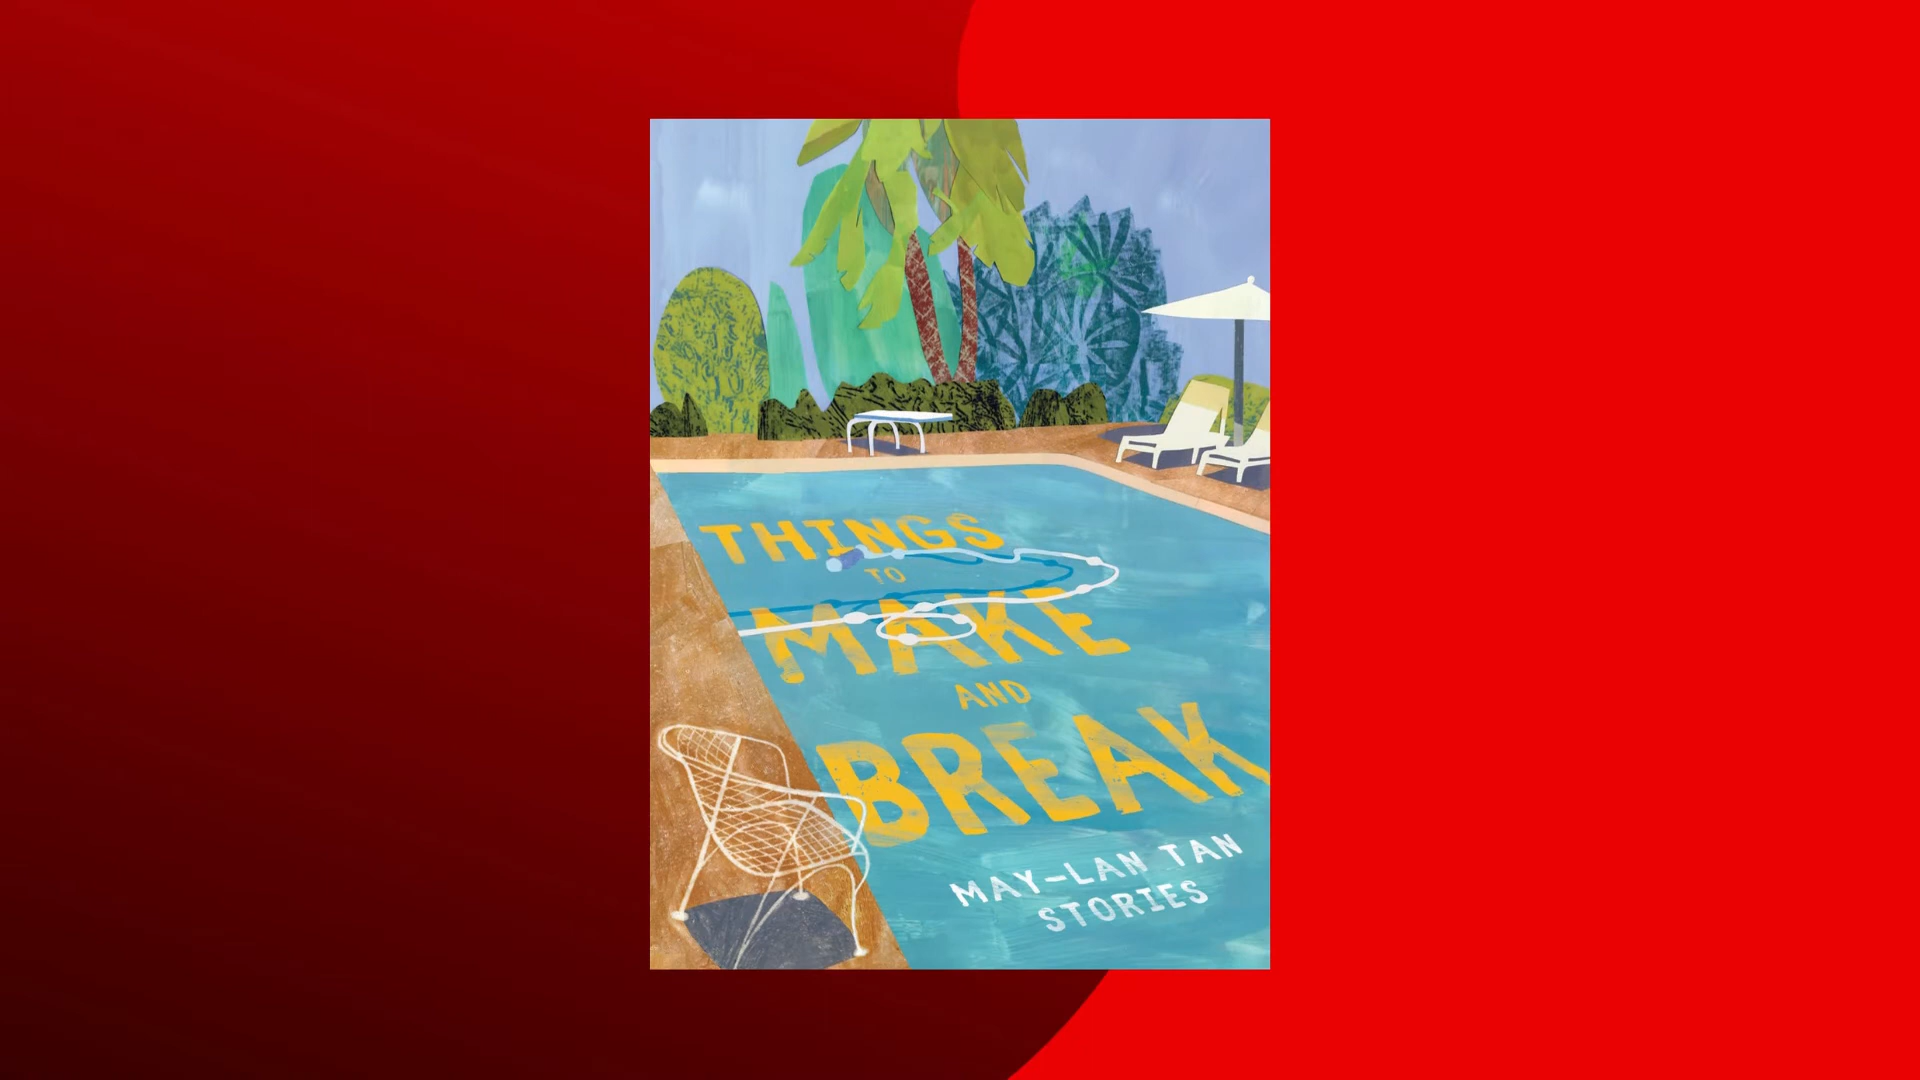 THINGS
TO
MAKE
AND
BREAK
MAY-LAN TAN
STORIES